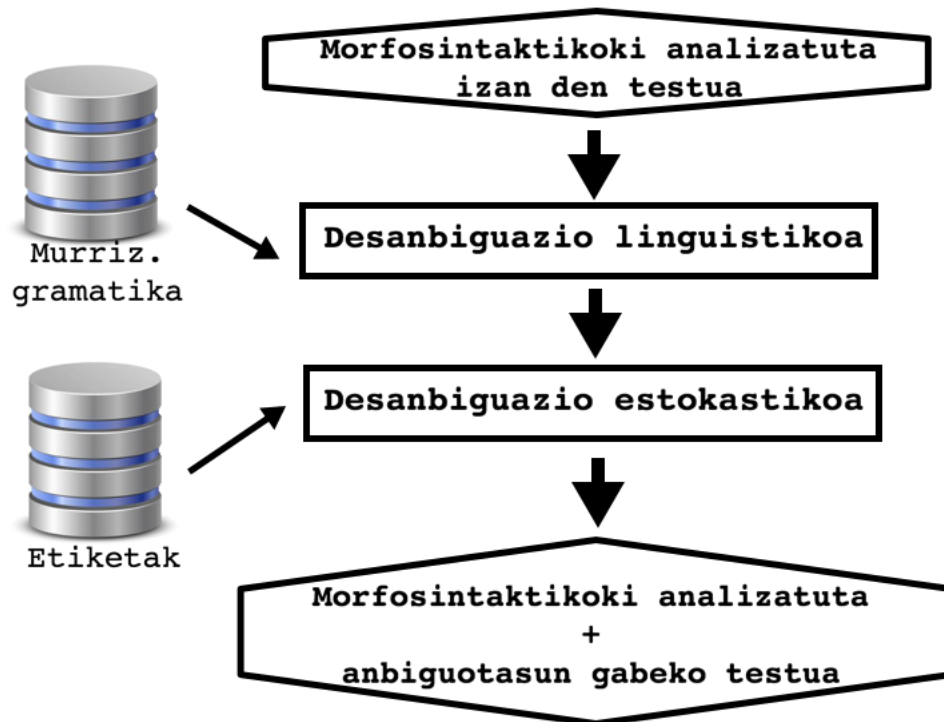 Morfosintaktikoki analizatuta
izan den testua
Murriz.
gramatika
Desanbiguazio linguistikoa
Etiketak
Desanbiguazio estokastikoa
Morfosintaktikoki analizatuta
+
anbiguotasun gabeko testua